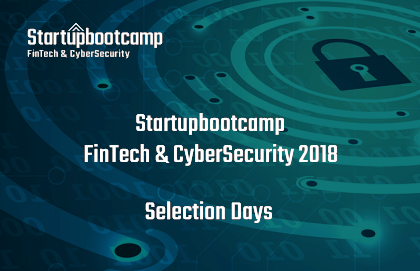 Startupbootcamp
FinTech & CyberSecurity
Startupbootcamp
FinTech & CyberSecurity 2018
Selection Days